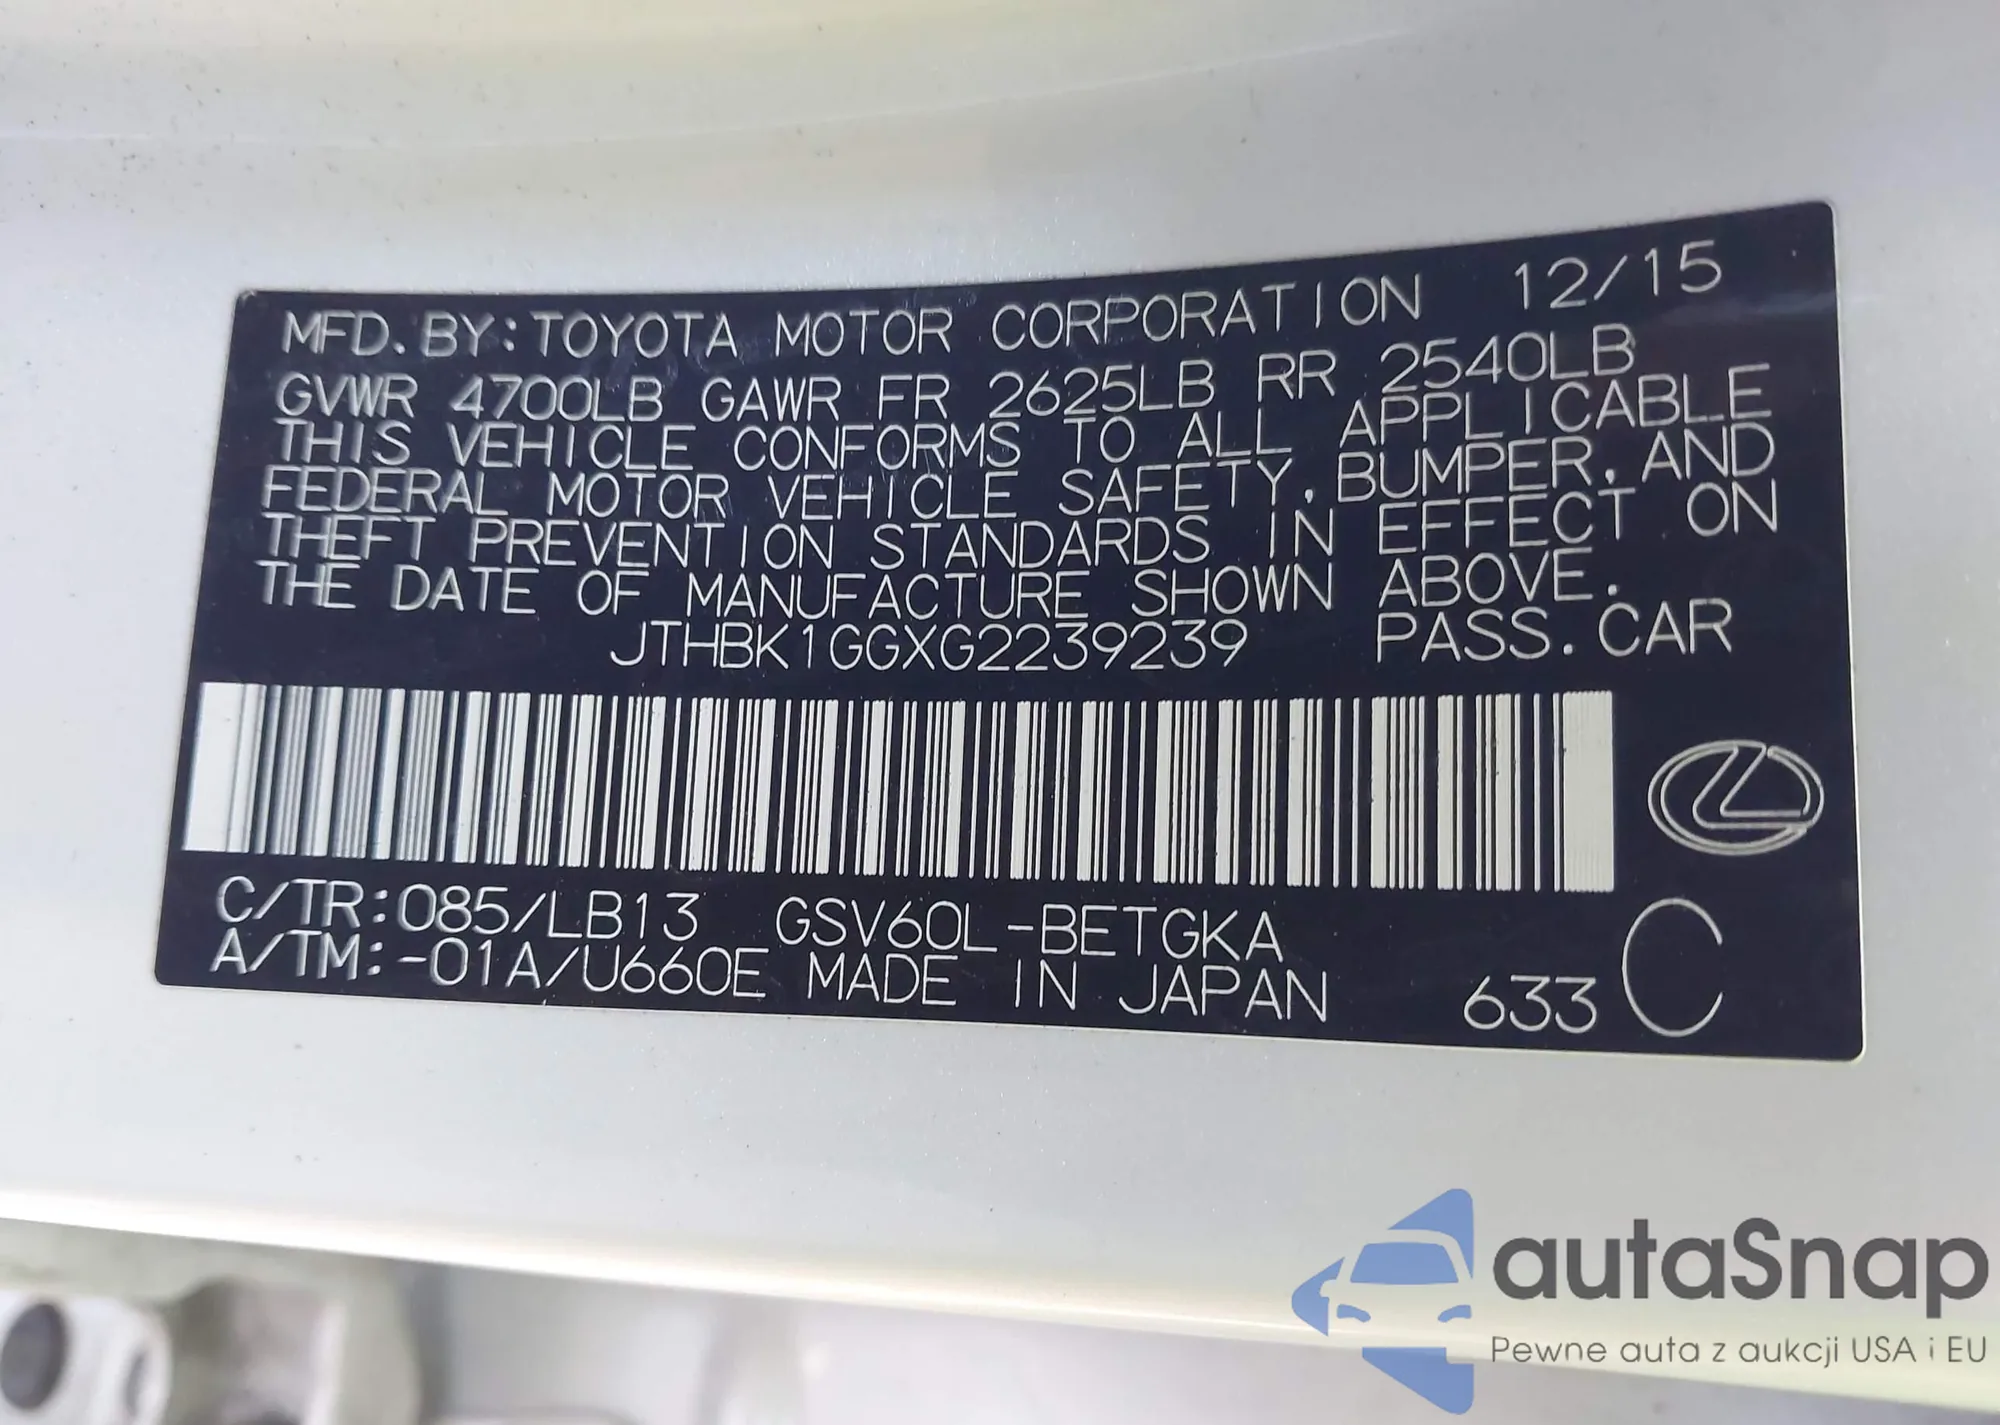 MFD. BY: TOYOTA MOTOR CORPORATION 12/15
GVWR 4700LB GAWR FR 2625LB RR 2540LB
THIS VEHICLE CONFORMS TO ALL APPLICABLE
FEDERAL MOTOR VEHICLE SAFETY, BUMPER, AND
THEFT PREVENTION STANDARDS IN EFFECT ON
THE DATE OF MANUFACTURE SHOWN ABOVE.
JTHBK1GGXG2239239 PASS. CAR
C/TR: 085/LB13 GSV60L-BETGKA
A/TM: -01A/U660E MADE IN JAPAN 633 C
autaSnap
Pewne auta z aukcji USA i EU